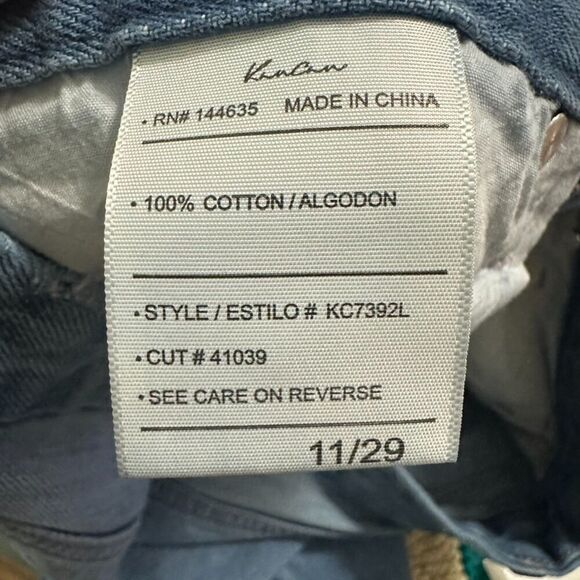 KanCan
• RN# 144635 MADE IN CHINA
• 100% COTTON / ALGODON
• STYLE / ESTILO # KC7392L
• CUT # 41039
• SEE CARE ON REVERSE
11/29